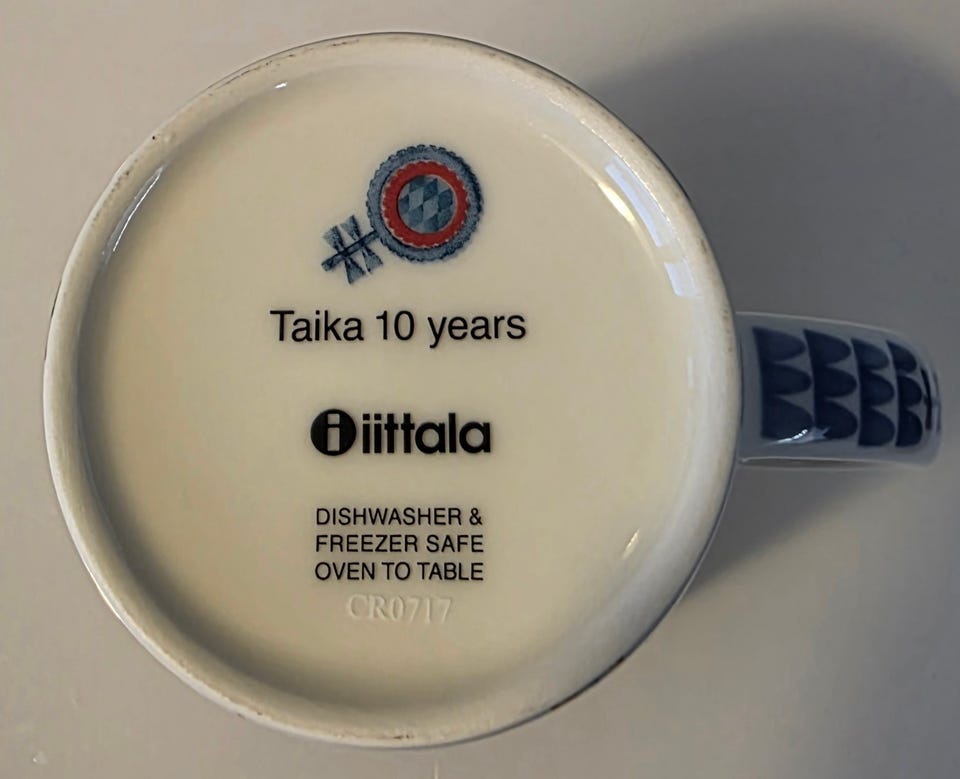 Taika 10 years
i iittala
DISHWASHER &
FREEZER SAFE
OVEN TO TABLE
CR0717